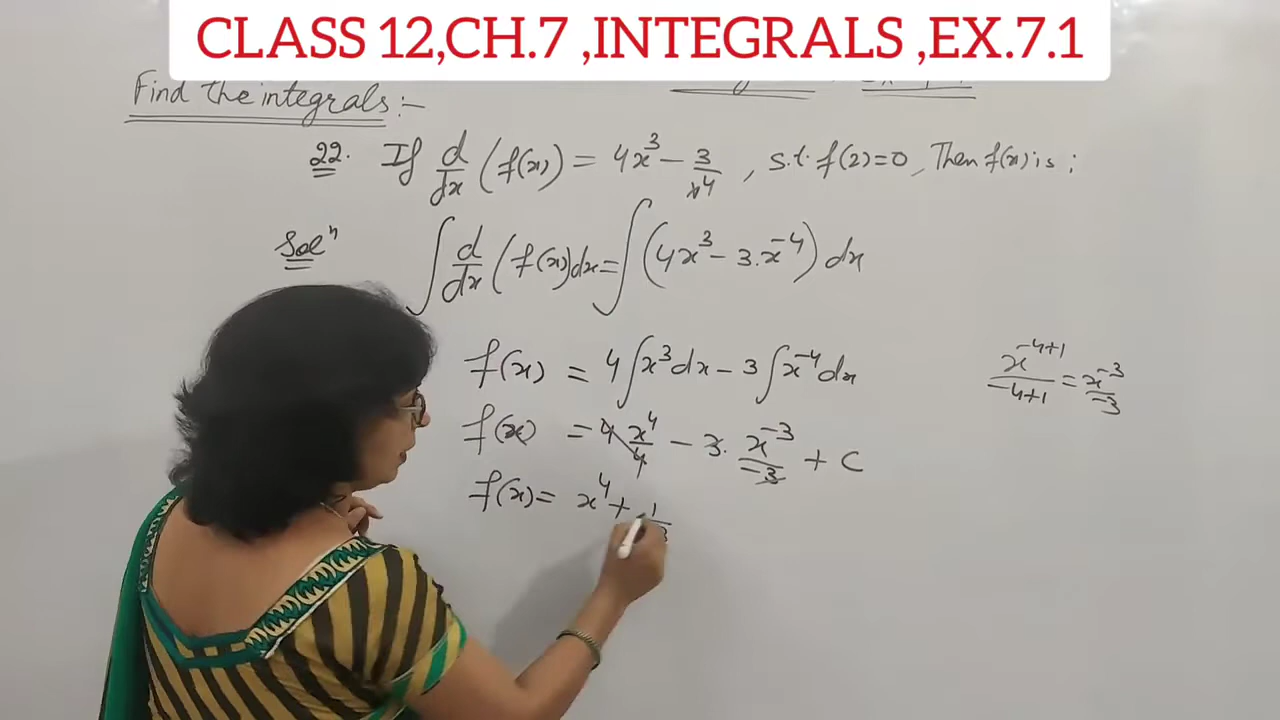 CLASS 12,CH.7 ,INTEGRALS ,EX.7.1
Find the integrals:-
22. If d/dx (f(x)) = 4x³ - 3/x⁴ , s.t. f(2)=0, Then f(x) is ;
Solⁿ ∫ d/dx (f(x)) dx = ∫ (4x³ - 3.x⁻⁴) dx
f(x) = 4∫x³dx - 3∫x⁻⁴dx
x⁻⁴⁺¹/-4+1 = x⁻³/-3
f(x) = 4 x⁴/4 - 3. x⁻³/-3 + C
f(x) = x⁴ + 1/ 3